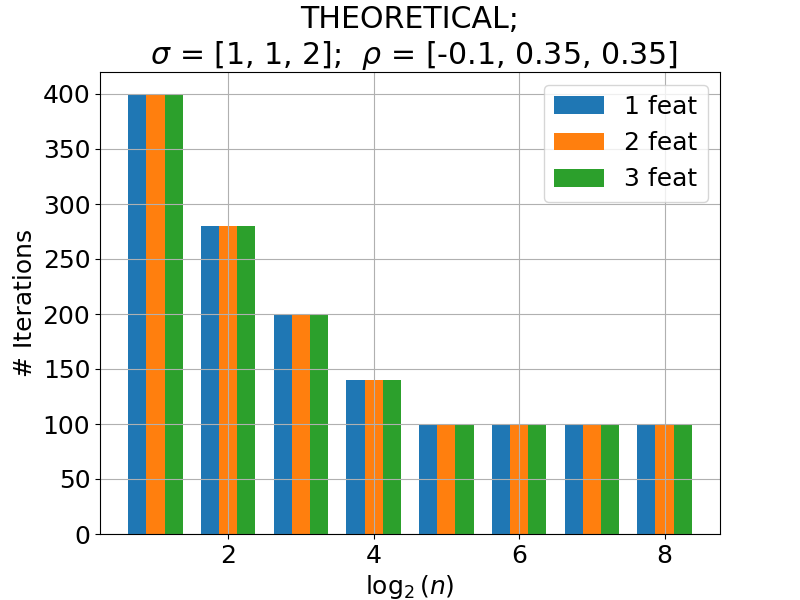 THEORETICAL;
σ = [1, 1, 2];  ρ = [-0.1, 0.35, 0.35]
400
350
300
250
200
150
100
50
0
# Iterations
1 feat
2 feat
3 feat
2
4
6
8
log₂(n)